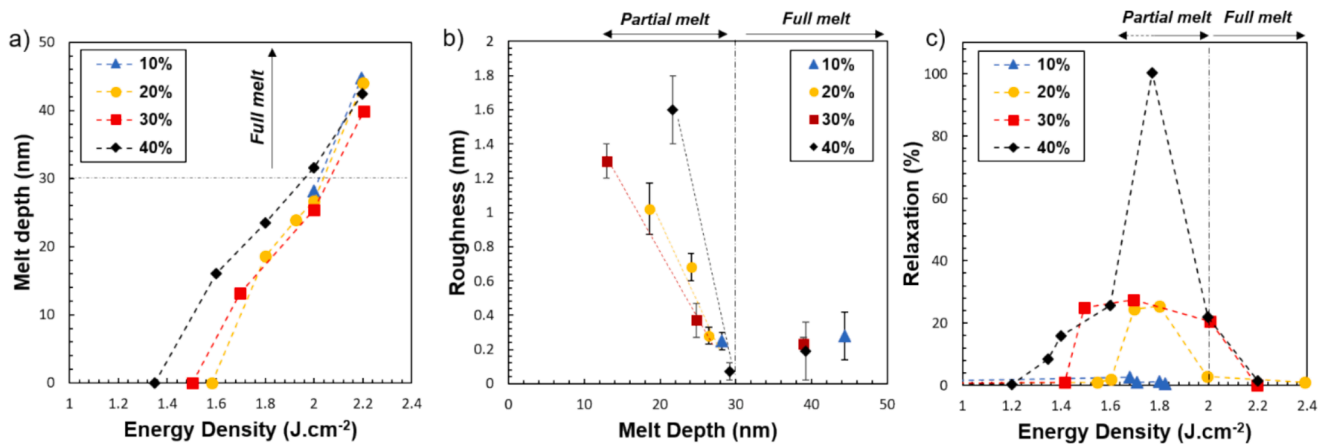 a)
Melt depth (nm)
50
40
30
20
10
0
10%
20%
30%
40%
Full melt
1 1.2 1.4 1.6 1.8 2 2.2 2.4
Energy Density (J.cm-2)
b)
Partial melt Full melt
Roughness (nm)
2
1.8
1.6
1.4
1.2
1
0.8
0.6
0.4
0.2
0
10%
20%
30%
40%
0 10 20 30 40 50
Melt Depth (nm)
c)
Partial melt Full melt
Relaxation (%)
100
80
60
40
20
0
10%
20%
30%
40%
1 1.2 1.4 1.6 1.8 2 2.2 2.4
Energy Density (J.cm-2)